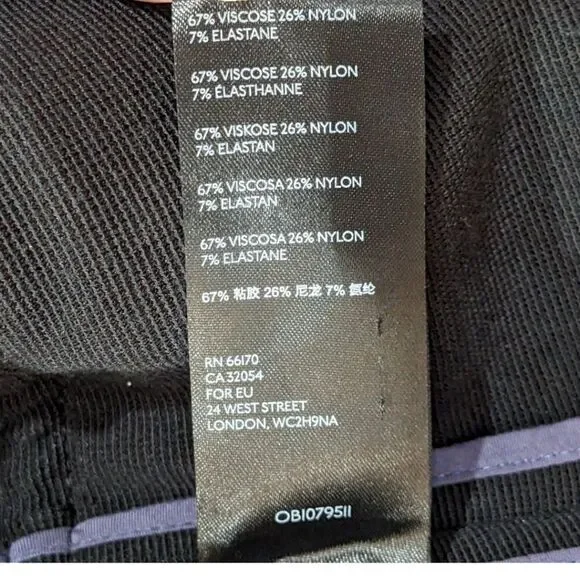 67% VISCOSE 26% NYLON
7% ELASTANE
67% VISCOSE 26% NYLON
7% ÉLASTHANNE
67% VISKOSE 26% NYLON
7% ELASTAN
67% VISCOSA 26% NYLON
7% ELASTAN
67% VISCOSA 26% NYLON
7% ELASTANE
67% 粘胶 26% 尼龙 7% 氨纶
RN 66170
CA 32054
FOR EU
24 WEST STREET
LONDON, WC2H9NA
OB1079511